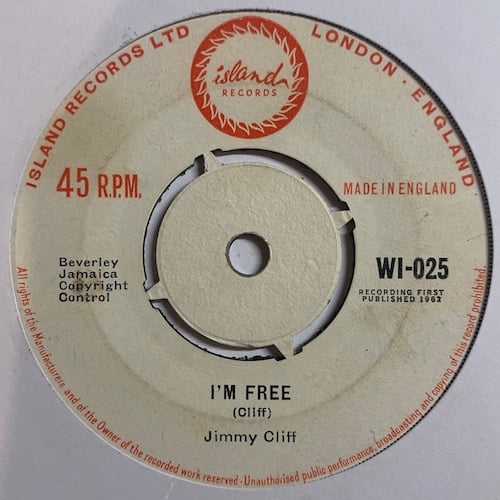 ISLAND RECORDS LTD LONDON · ENGLAND
island
RECORDS
45 R.P.M.
MADE IN ENGLAND
Beverley
Jamaica
Copyright
Control
WI-025
RECORDING FIRST
PUBLISHED 1962
I'M FREE
(Cliff)
Jimmy Cliff
All rights of the Manufacturers, and of the Owner of the recorded work reserved - Unauthorised public performance, broadcasting and copying of this record prohibited.